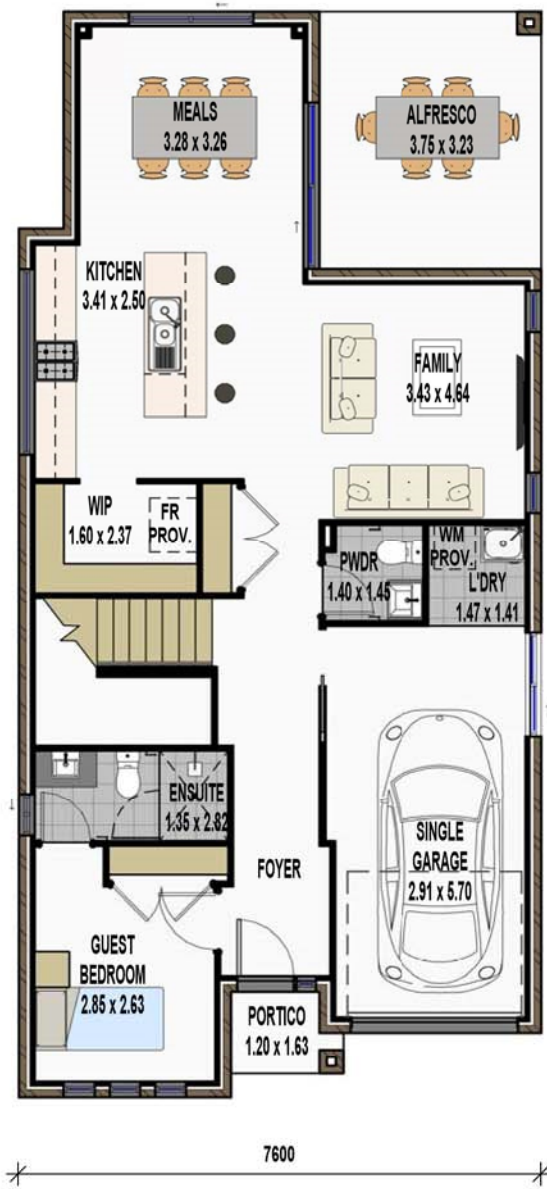 MEALS
3.28 x 3.26
ALFRESCO
3.75 x 3.23
KITCHEN
3.41 x 2.50
FAMILY
3.43 x 4.64
WIP
1.60 x 2.37
FR
PROV.
PWDR
1.40 x 1.45
WM
PROV.
L'DRY
1.47 x 1.41
ENSUITE
1.35 x 2.82
SINGLE
GARAGE
2.91 x 5.70
FOYER
GUEST
BEDROOM
2.85 x 2.63
PORTICO
1.20 x 1.63
7600